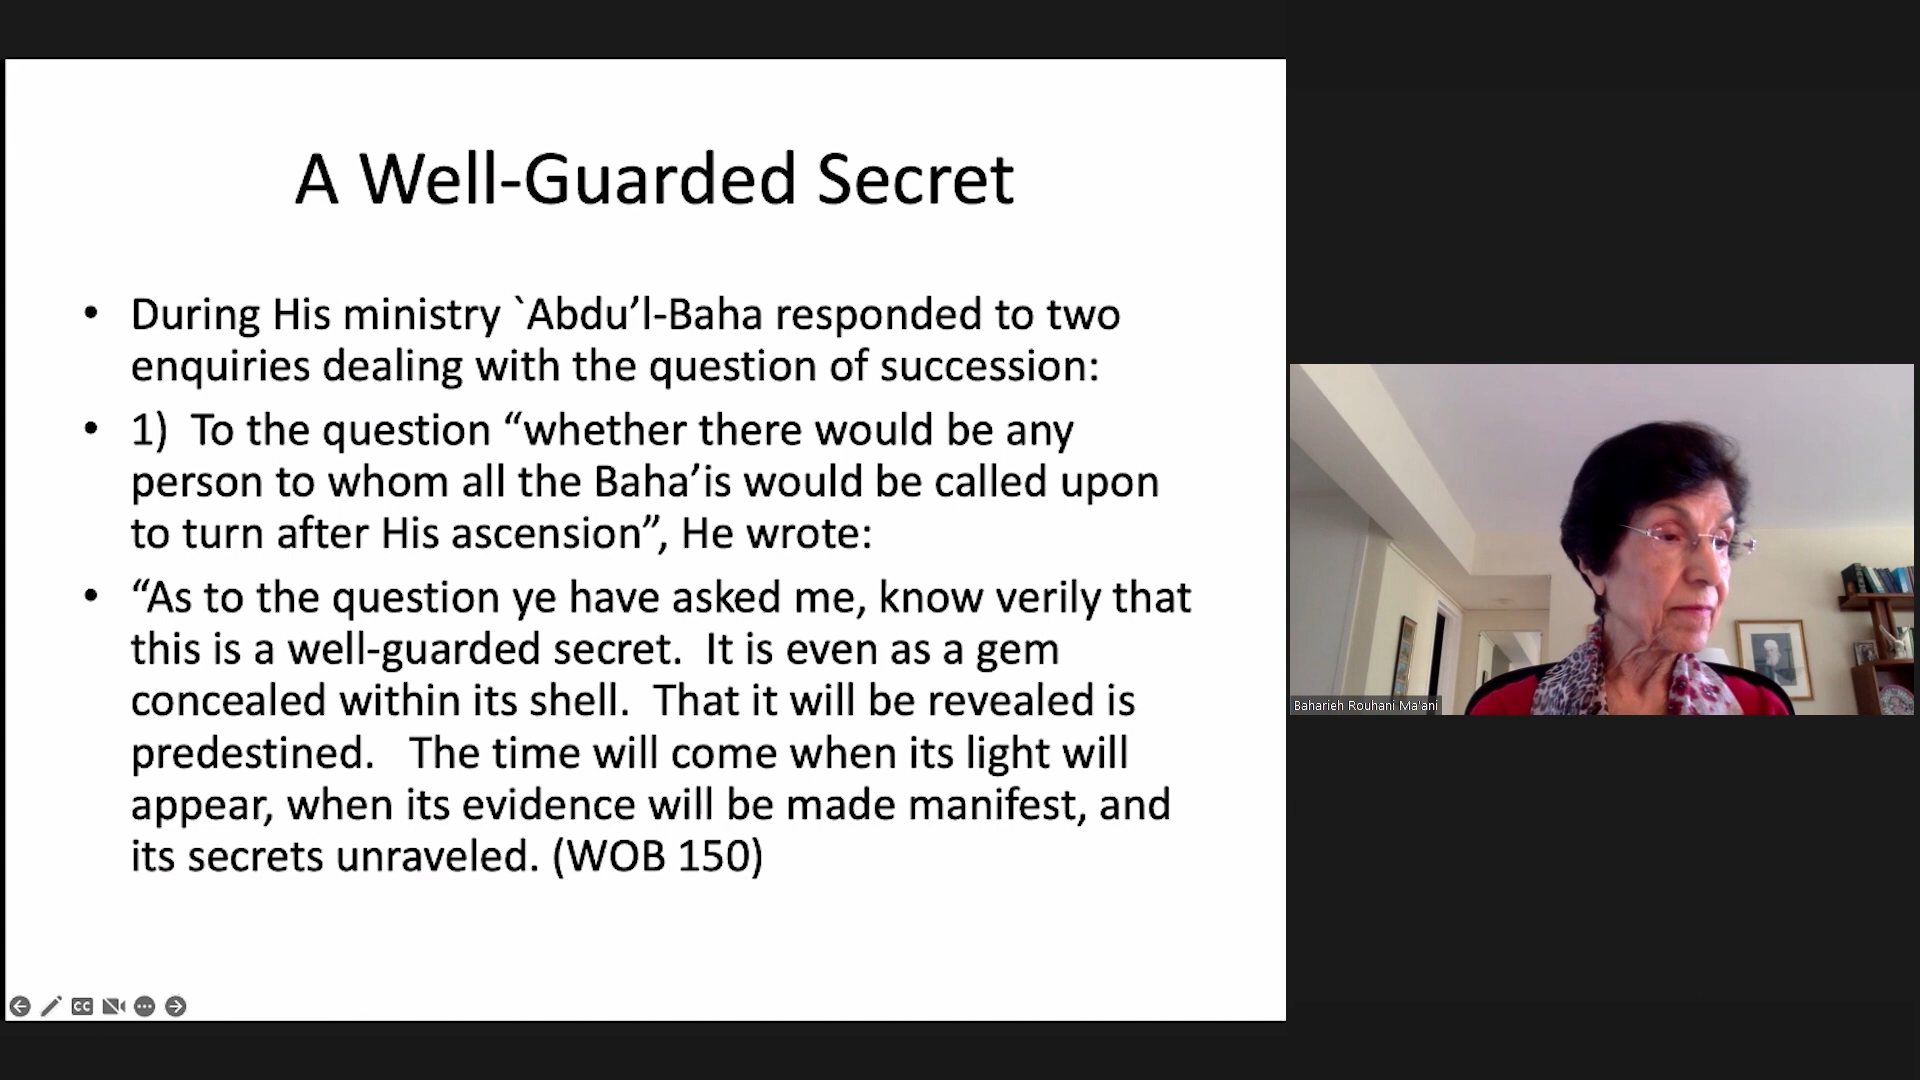 A Well-Guarded Secret
• During His ministry `Abdu’l-Baha responded to two
enquiries dealing with the question of succession:
• 1)  To the question “whether there would be any
person to whom all the Baha’is would be called upon
to turn after His ascension”, He wrote:
• “As to the question ye have asked me, know verily that
this is a well-guarded secret.  It is even as a gem
concealed within its shell.  That it will be revealed is
predestined.   The time will come when its light will
appear, when its evidence will be made manifest, and
its secrets unraveled. (WOB 150)
CC
Baharieh Rouhani Ma'ani